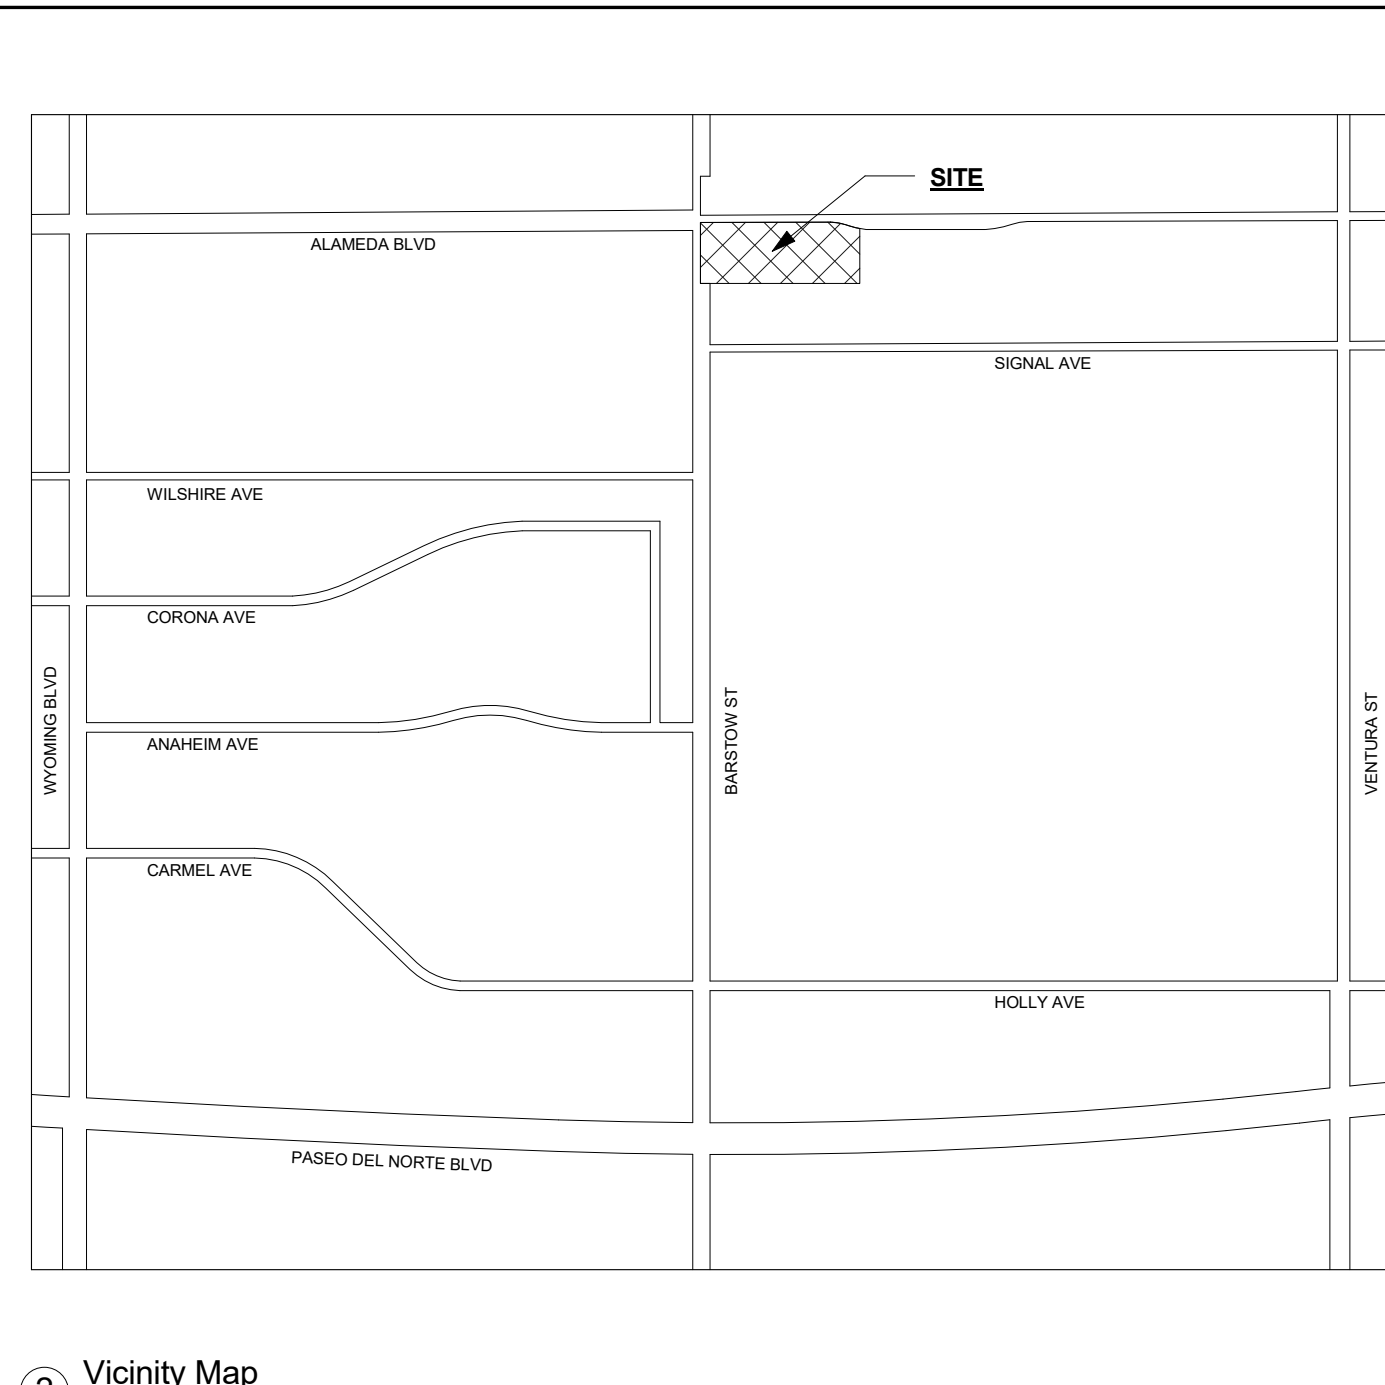 SITE
ALAMEDA BLVD
SIGNAL AVE
WILSHIRE AVE
CORONA AVE
WYOMING BLVD
BARSTOW ST
VENTURA ST
ANAHEIM AVE
CARMEL AVE
HOLLY AVE
PASEO DEL NORTE BLVD
Vicinity Map